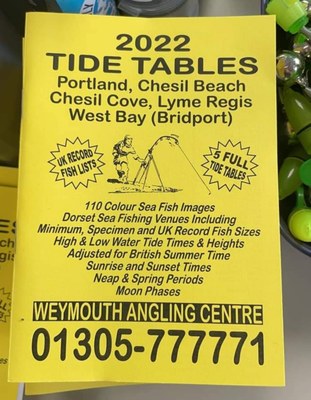 2022
TIDE TABLES
Portland, Chesil Beach
Chesil Cove, Lyme Regis
West Bay (Bridport)
UK RECORD
FISH LISTS
5 FULL
TIDE TABLES
110 Colour Sea Fish Images
Dorset Sea Fishing Venues Including
Minimum, Specimen and UK Record Fish Sizes
High & Low Water Tide Times & Heights
Adjusted for British Summer Time
Sunrise and Sunset Times
Neap & Spring Periods
Moon Phases
WEYMOUTH ANGLING CENTRE
01305-777771